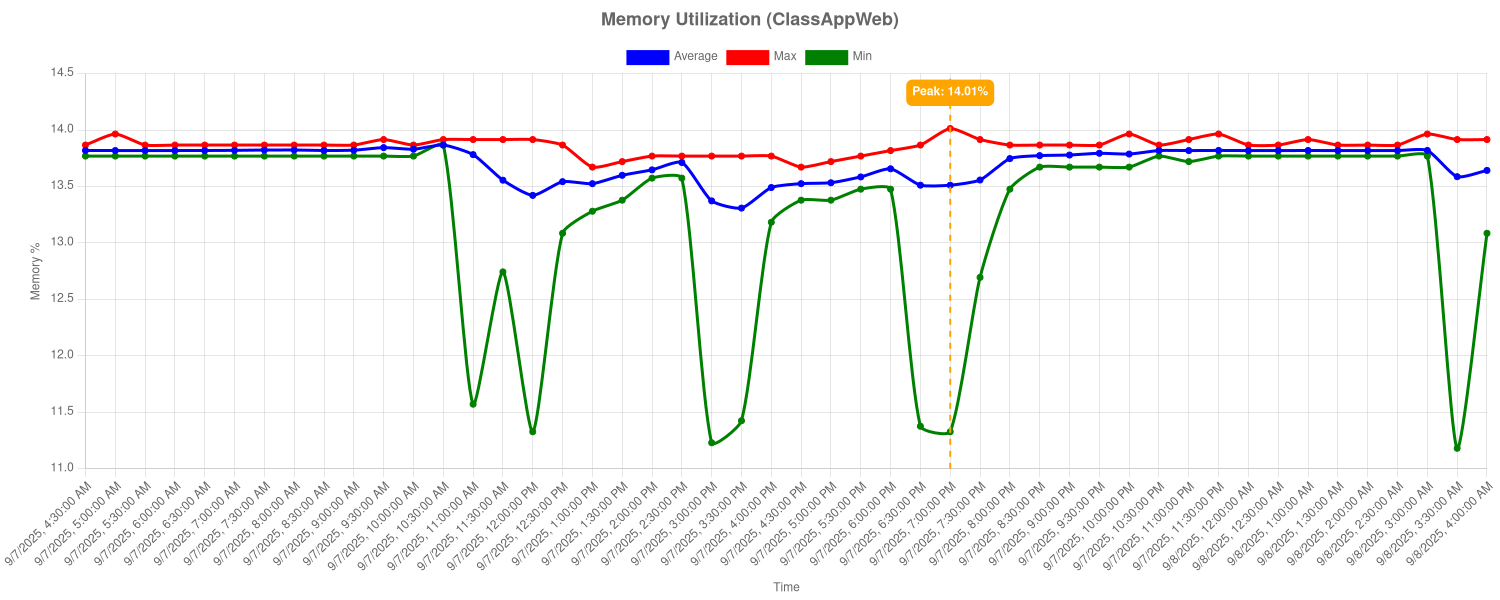 Memory Utilization (ClassAppWeb)
Average Max Min
14.5
Peak: 14.01%
14.0
13.5
13.0
Memory %
12.5
12.0
11.5
11.0
9/7/2025, 4:30:00 AM
9/7/2025, 5:00:00 AM
9/7/2025, 5:30:00 AM
9/7/2025, 6:00:00 AM
9/7/2025, 6:30:00 AM
9/7/2025, 7:00:00 AM
9/7/2025, 7:30:00 AM
9/7/2025, 8:00:00 AM
9/7/2025, 8:30:00 AM
9/7/2025, 9:00:00 AM
9/7/2025, 9:30:00 AM
9/7/2025, 10:00:00 AM
9/7/2025, 10:30:00 AM
9/7/2025, 11:00:00 AM
9/7/2025, 11:30:00 AM
9/7/2025, 12:00:00 PM
9/7/2025, 12:30:00 PM
9/7/2025, 1:00:00 PM
9/7/2025, 1:30:00 PM
9/7/2025, 2:00:00 PM
9/7/2025, 2:30:00 PM
9/7/2025, 3:00:00 PM
9/7/2025, 3:30:00 PM
9/7/2025, 4:00:00 PM
9/7/2025, 4:30:00 PM
9/7/2025, 5:00:00 PM
9/7/2025, 5:30:00 PM
9/7/2025, 6:00:00 PM
9/7/2025, 6:30:00 PM
9/7/2025, 7:00:00 PM
9/7/2025, 7:30:00 PM
9/7/2025, 8:00:00 PM
9/7/2025, 8:30:00 PM
9/7/2025, 9:00:00 PM
9/7/2025, 9:30:00 PM
9/7/2025, 10:00:00 PM
9/7/2025, 10:30:00 PM
9/7/2025, 11:00:00 PM
9/7/2025, 11:30:00 PM
9/8/2025, 12:00:00 AM
9/8/2025, 12:30:00 AM
9/8/2025, 1:00:00 AM
9/8/2025, 1:30:00 AM
9/8/2025, 2:00:00 AM
9/8/2025, 2:30:00 AM
9/8/2025, 3:00:00 AM
9/8/2025, 3:30:00 AM
9/8/2025, 4:00:00 AM
Time